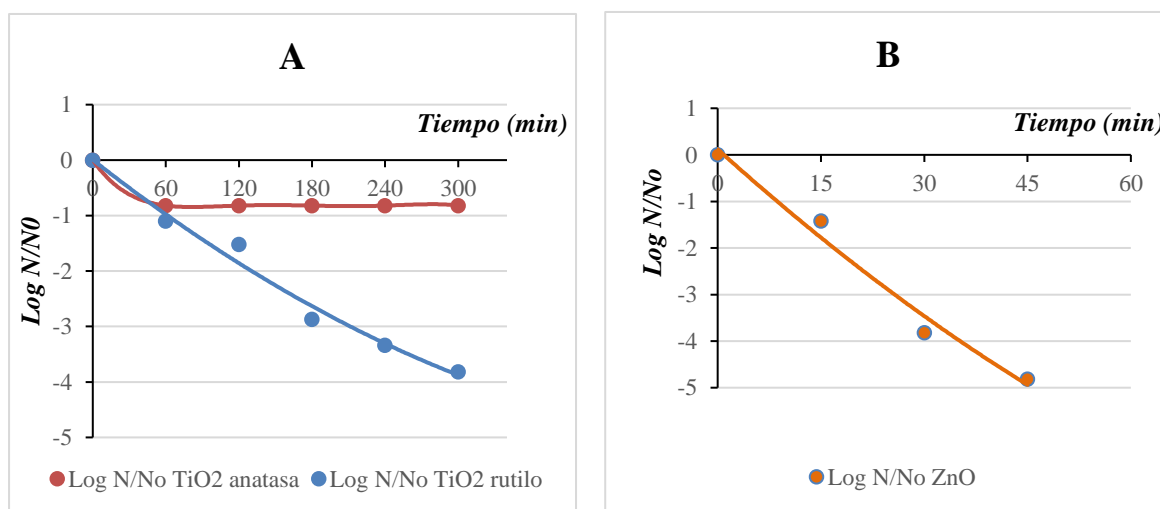 A
Tiempo (min)
Log N/N0
1
0
-1
-2
-3
-4
-5
0 60 120 180 240 300
Log N/No TiO2 anatasa Log N/No TiO2 rutilo
B
Tiempo (min)
Log N/No
1
0
-1
-2
-3
-4
-5
0 15 30 45 60
Log N/No ZnO